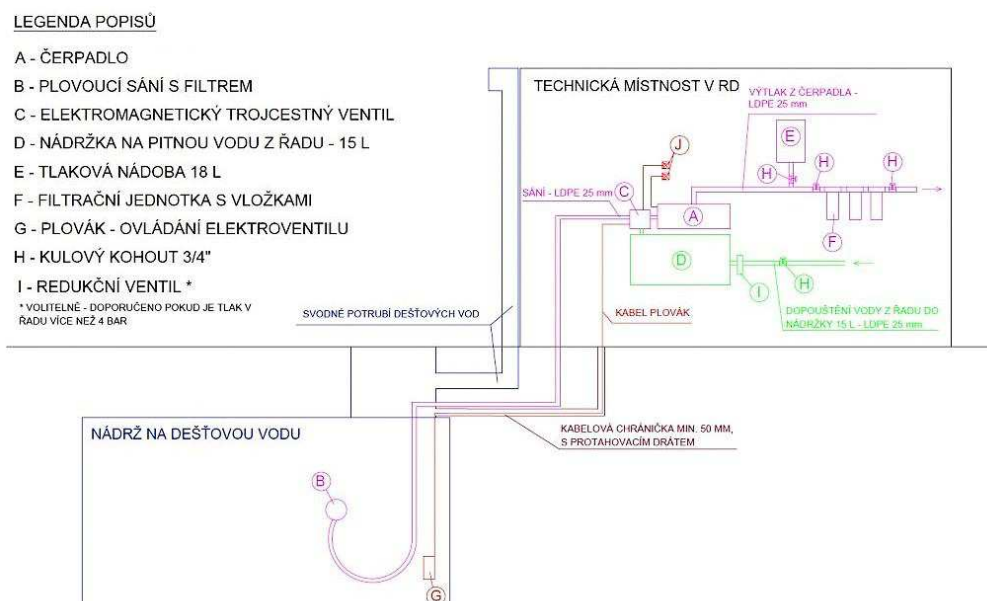 LEGENDA POPISŮ
A - ČERPADLO
B - PLOVOUCÍ SÁNÍ S FILTREM
C - ELEKTROMAGNETICKÝ TROJCESTNÝ VENTIL
D - NÁDRŽKA NA PITNOU VODU Z ŘADU - 15 L
E - TLAKOVÁ NÁDOBA 18 L
F - FILTRAČNÍ JEDNOTKA S VLOŽKAMI
G - PLOVÁK - OVLÁDÁNÍ ELEKTROVENTILU
H - KULOVÝ KOHOUT 3/4"
I - REDUKČNÍ VENTIL *
* VOLITELNĚ - DOPORUČENO POKUD JE TLAK V
ŘADU VÍCE NEŽ 4 BAR
SVODNÉ POTRUBÍ DEŠŤOVÝCH VOD
TECHNICKÁ MÍSTNOST V RD
VÝTLAK Z ČERPADLA -
LDPE 25 mm
E
J
H
H
H
SÁNÍ - LDPE 25 mm
C
A
F
D
H
I
KABEL PLOVÁK
DOPOUŠTĚNÍ VODY Z ŘADU DO
NÁDRŽKY 15 L - LDPE 25 mm
KABELOVÁ CHRÁNIČKA MIN. 50 MM,
S PROTAHOVACÍM DRÁTEM
NÁDRŽ NA DEŠŤOVOU VODU
B
G